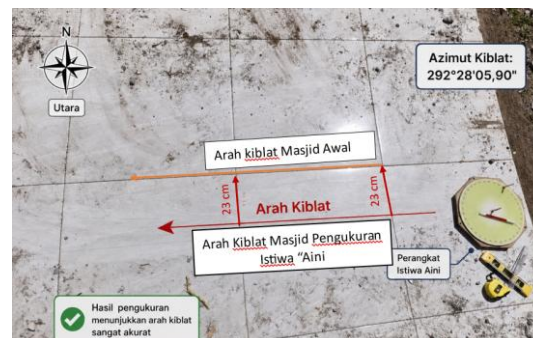 N
Utara
Azimut Kiblat:
292°28'05,90"
Arah kiblat Masjid Awal
23 cm
Arah Kiblat
23 cm
Arah Kiblat Masjid Pengukuran
Istiwa “Aini
Perangkat
Istiwa Aini
Hasil pengukuran
menunjukkan arah kiblat
sangat akurat